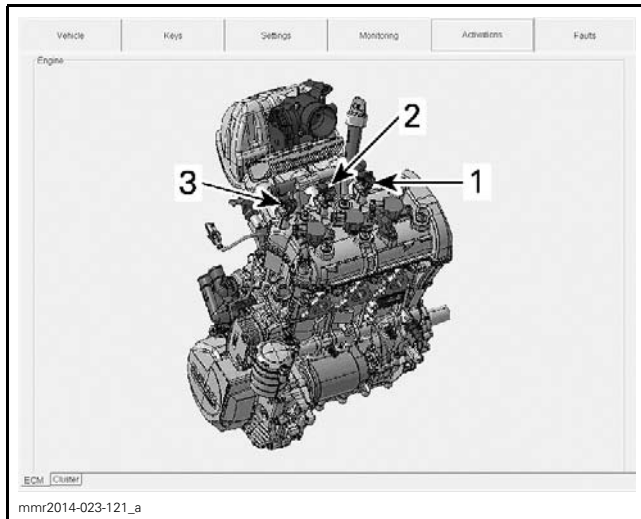 Vehicle Keys Settings Monitoring Activations Faults
Engine
2
3 1
ECM Cluster
mmr2014-023-121_a